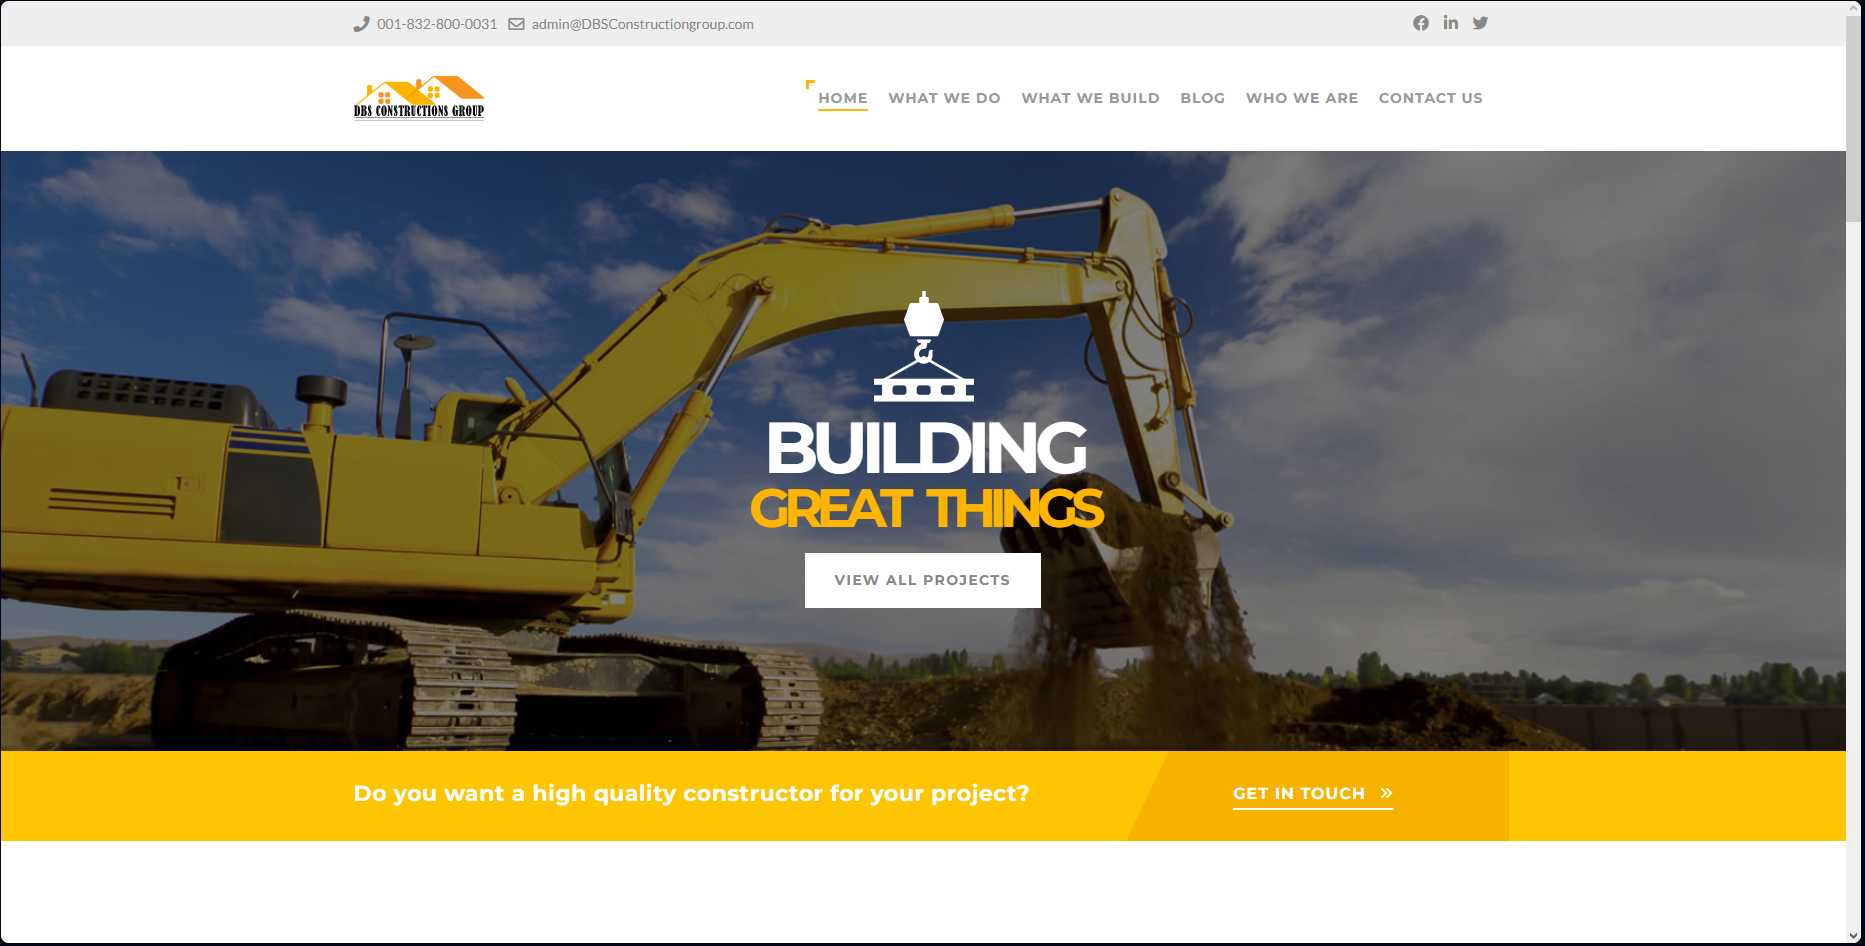 001-832-800-0031 admin@DBSConstructiongroup.com
DBS CONSTRUCTIONS GROUP
HOME WHAT WE DO WHAT WE BUILD BLOG WHO WE ARE CONTACT US
BUILDING
GREAT THINGS
VIEW ALL PROJECTS
Do you want a high quality constructor for your project?
GET IN TOUCH »